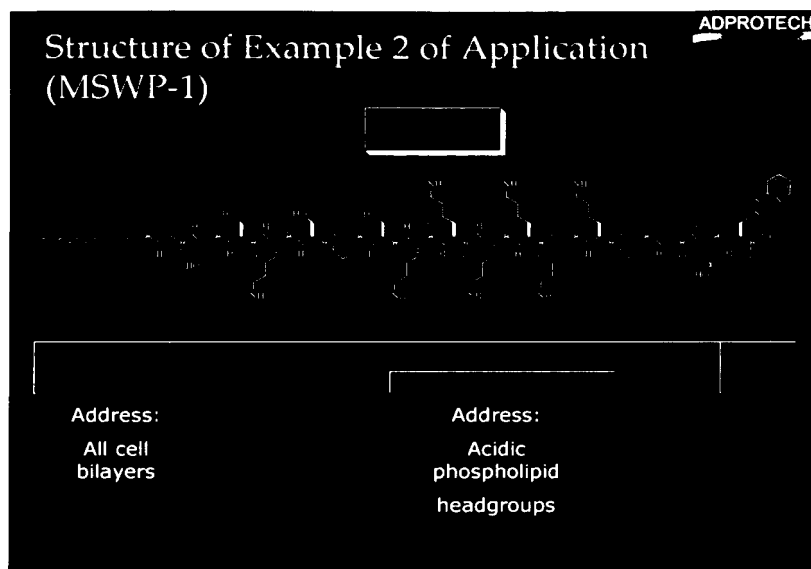 ADPROTECH
Structure of Example 2 of Application
(MSWP-1)
Address:
All cell
bilayers
Address:
Acidic
phospholipid
headgroups